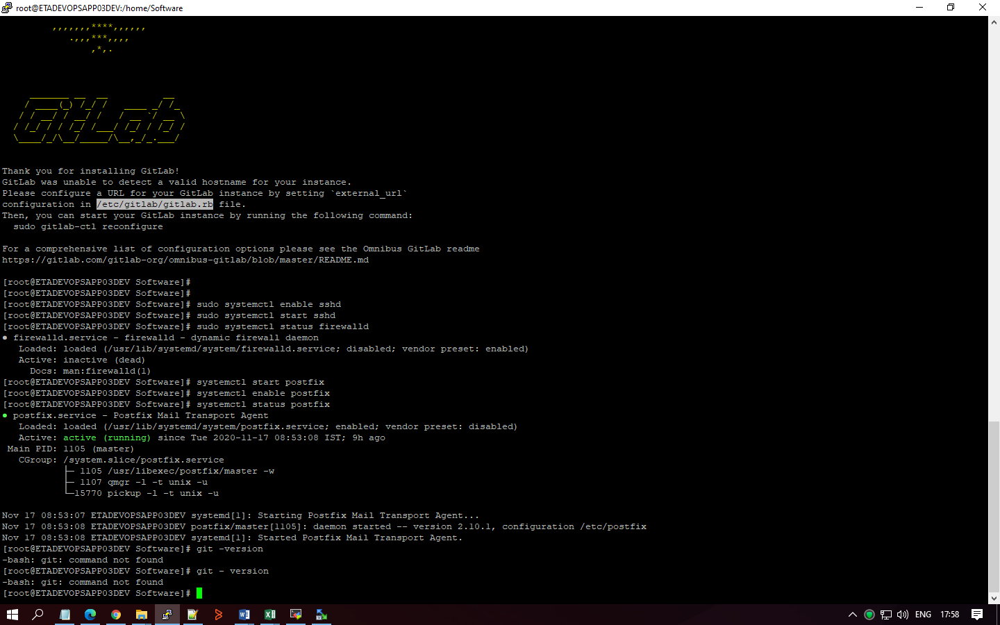 root@ETADEVOPSAPP03DEV:/home/Software
,,,,,,,****,,,,,,
.,,,***,,,,
,*,.
_______ __  __          __
/ ____(_) /_/ /   ____ _/ /_
/ / __/ / __/ /   / __ `/ __ \
/ /_/ / / /_/ /___/ /_/ / /_/ /
\____/_/\__/_____/\__,_/_.___/
Thank you for installing GitLab!
GitLab was unable to detect a valid hostname for your instance.
Please configure a URL for your GitLab instance by setting `external_url`
configuration in /etc/gitlab/gitlab.rb file.
Then, you can start your GitLab instance by running the following command:
sudo gitlab-ctl reconfigure
For a comprehensive list of configuration options please see the Omnibus GitLab readme
https://gitlab.com/gitlab-org/omnibus-gitlab/blob/master/README.md
[root@ETADEVOPSAPP03DEV Software]#
[root@ETADEVOPSAPP03DEV Software]#
[root@ETADEVOPSAPP03DEV Software]# sudo systemctl enable sshd
[root@ETADEVOPSAPP03DEV Software]# sudo systemctl start sshd
[root@ETADEVOPSAPP03DEV Software]# sudo systemctl status firewalld
● firewalld.service - firewalld - dynamic firewall daemon
Loaded: loaded (/usr/lib/systemd/system/firewalld.service; disabled; vendor preset: enabled)
Active: inactive (dead)
Docs: man:firewalld(1)
[root@ETADEVOPSAPP03DEV Software]# systemctl start postfix
[root@ETADEVOPSAPP03DEV Software]# systemctl enable postfix
[root@ETADEVOPSAPP03DEV Software]# systemctl status postfix
● postfix.service - Postfix Mail Transport Agent
Loaded: loaded (/usr/lib/systemd/system/postfix.service; enabled; vendor preset: disabled)
Active: active (running) since Tue 2020-11-17 08:53:08 IST; 9h ago
Main PID: 1105 (master)
CGroup: /system.slice/postfix.service
├─ 1105 /usr/libexec/postfix/master -w
├─ 1107 qmgr -l -t unix -u
└─15770 pickup -l -t unix -u
Nov 17 08:53:07 ETADEVOPSAPP03DEV systemd[1]: Starting Postfix Mail Transport Agent...
Nov 17 08:53:08 ETADEVOPSAPP03DEV postfix/master[1105]: daemon started -- version 2.10.1, configuration /etc/postfix
Nov 17 08:53:08 ETADEVOPSAPP03DEV systemd[1]: Started Postfix Mail Transport Agent.
[root@ETADEVOPSAPP03DEV Software]# git -version
-bash: git: command not found
[root@ETADEVOPSAPP03DEV Software]# git - version
-bash: git: command not found
[root@ETADEVOPSAPP03DEV Software]#
ENG 17:58